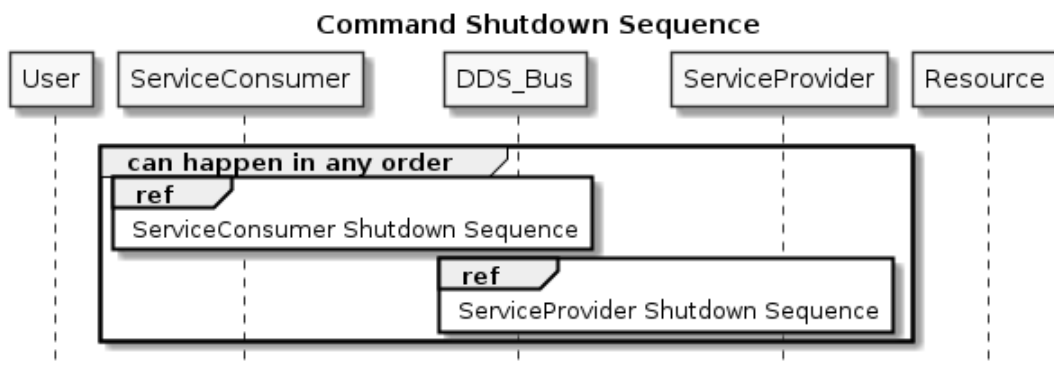 Command Shutdown Sequence
User ServiceConsumer DDS_Bus ServiceProvider Resource
can happen in any order
ref
ServiceConsumer Shutdown Sequence
ref
ServiceProvider Shutdown Sequence